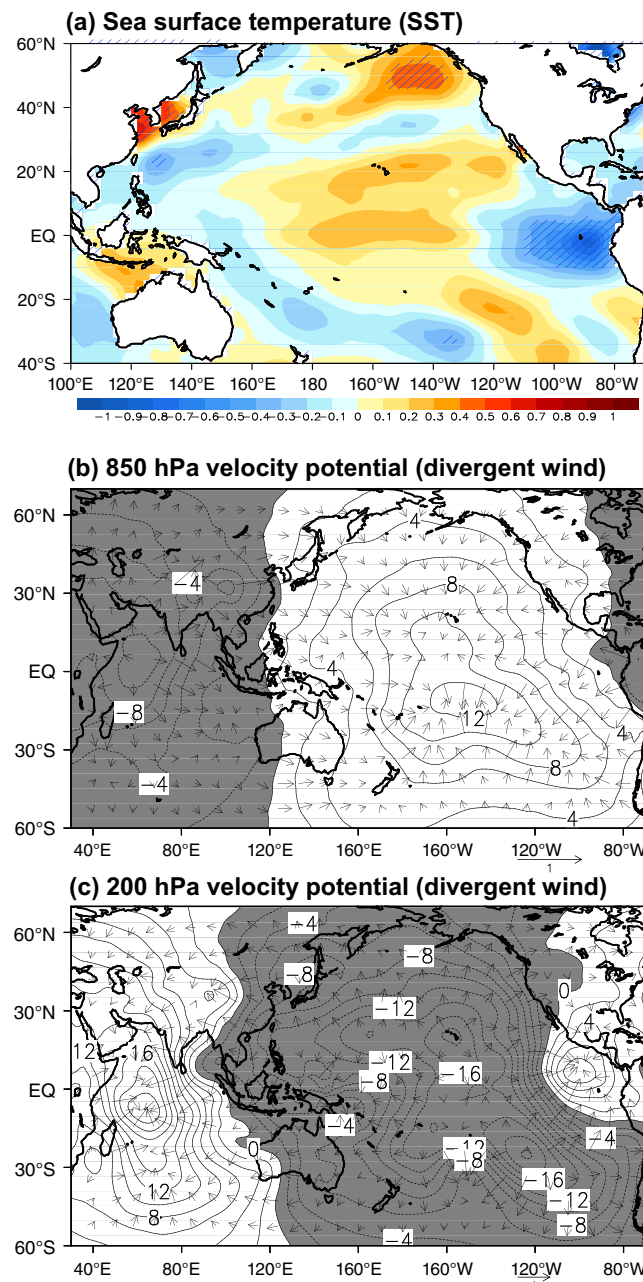 (a) Sea surface temperature (SST)
60°N
40°N
20°N
EQ
20°S
40°S
100°E 120°E 140°E 160°E 180 160°W 140°W 120°W 100°W 80°W
-1 -0.9 -0.8 -0.7 -0.6 -0.5 -0.4 -0.3 -0.2 -0.1 0 0.1 0.2 0.3 0.4 0.5 0.6 0.7 0.8 0.9 1
(b) 850 hPa velocity potential (divergent wind)
60°N
4
8
-4
30°N
4
EQ
-8
12
30°S
4
8
-4
4
60°S
40°E 80°E 120°E 160°E 160°W 120°W 80°W
1
(c) 200 hPa velocity potential (divergent wind)
-4
60°N
-8
-8
0
30°N
-12
4
12 16
-12
-8
-16
EQ
-4
-4
0
-12
-8
30°S
-16
12
-12
8
-8
-4
60°S
40°E 80°E 120°E 160°E 160°W 120°W 80°W